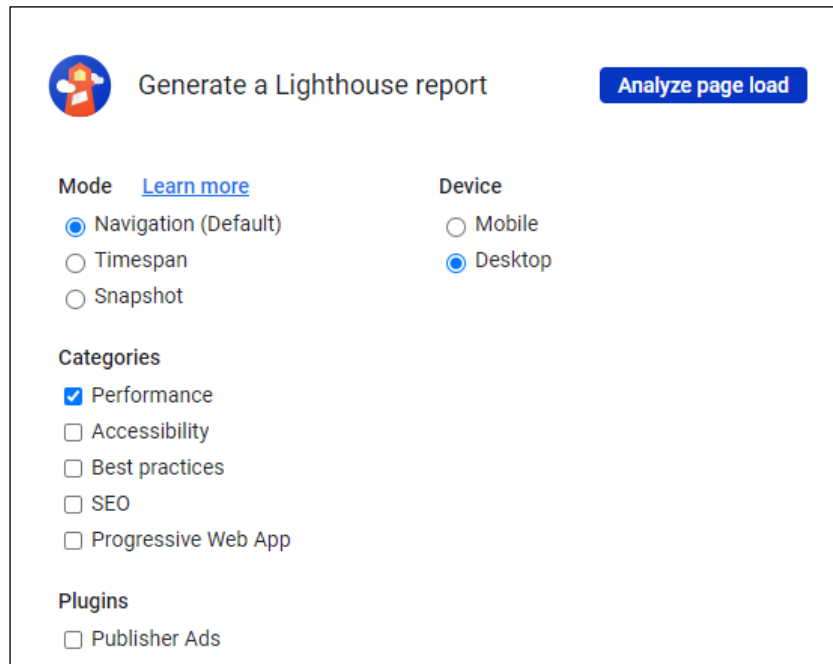 Generate a Lighthouse report
Analyze page load
Mode Learn more
Navigation (Default)
Timespan
Snapshot
Device
Mobile
Desktop
Categories
Performance
Accessibility
Best practices
SEO
Progressive Web App
Plugins
Publisher Ads